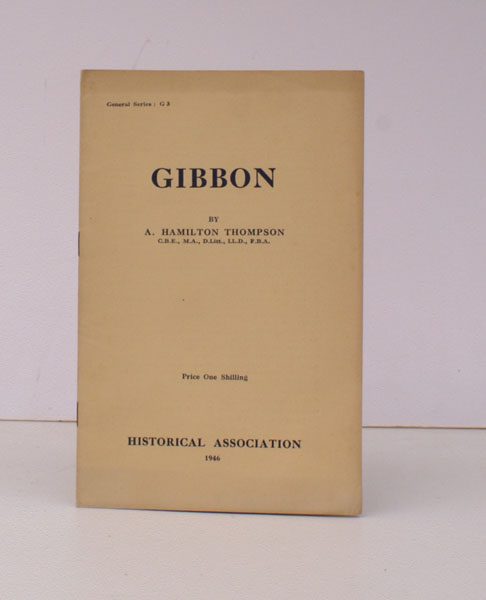 General Series : G 3
GIBBON
BY
A. HAMILTON THOMPSON
C.B.E., M.A., D.Litt., LL.D., F.B.A.
Price One Shilling
HISTORICAL ASSOCIATION
1946